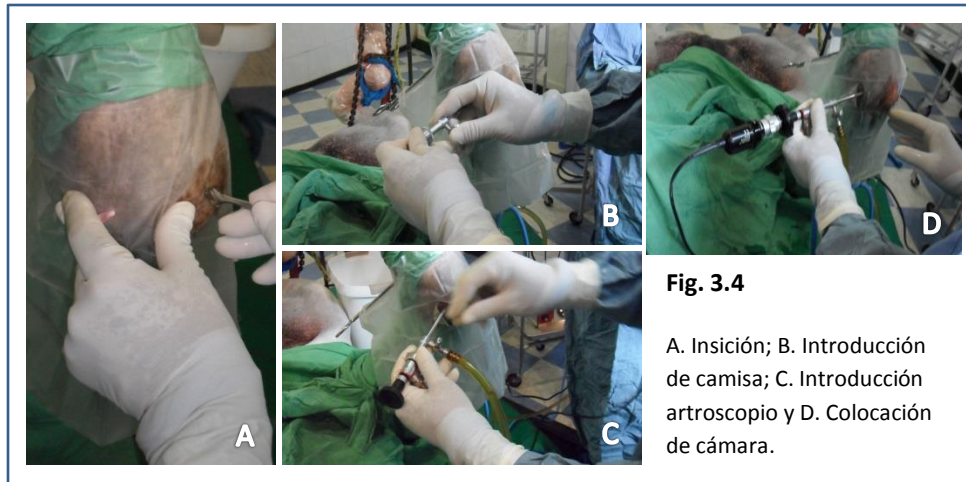 A
B
C
D
Fig. 3.4
A. Insición; B. Introducción
de camisa; C. Introducción
artroscopio y D. Colocación
de cámara.